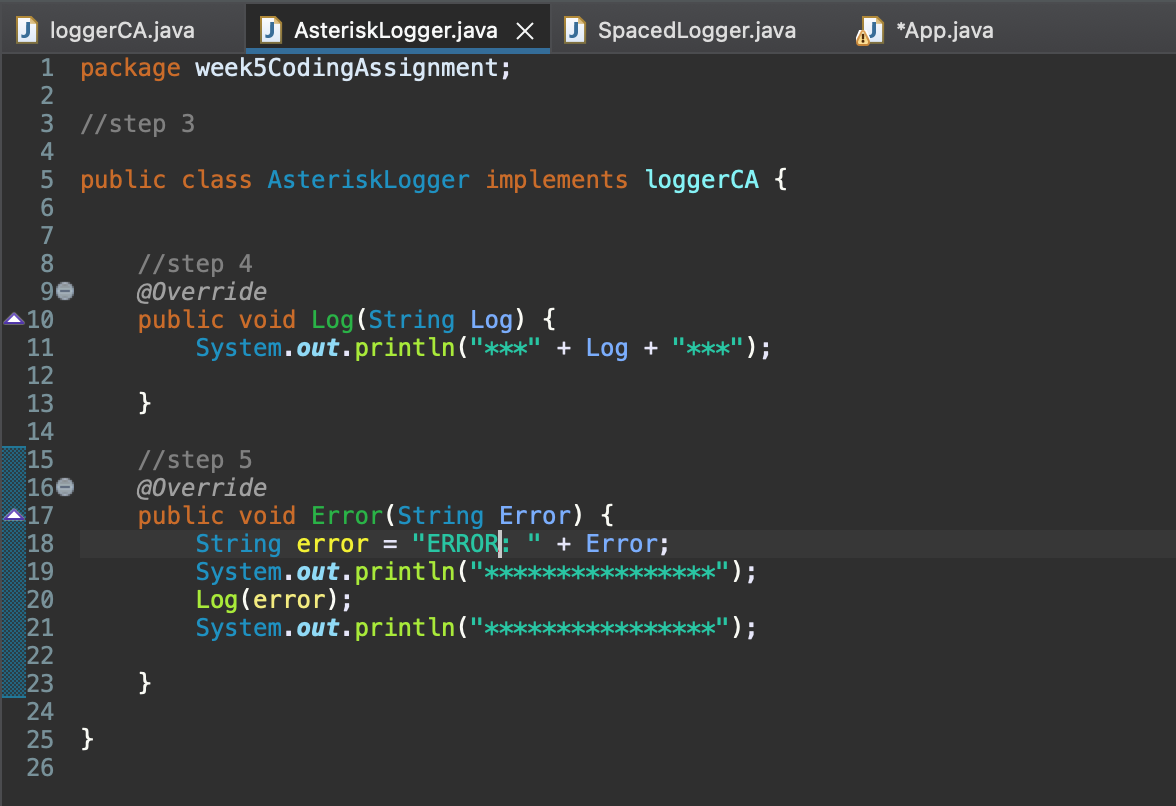 loggerCA.java AsteriskLogger.java SpacedLogger.java *App.java
1 package week5CodingAssignment;
2
3 //step 3
4
5 public class AsteriskLogger implements loggerCA {
6
7
8 //step 4
9 @Override
10 public void Log(String Log) {
11 System.out.println("***" + Log + "***");
12
13 }
14
15 //step 5
16 @Override
17 public void Error(String Error) {
18 String error = "ERROR: " + Error;
19 System.out.println("****************");
20 Log(error);
21 System.out.println("****************");
22
23 }
24
25 }
26